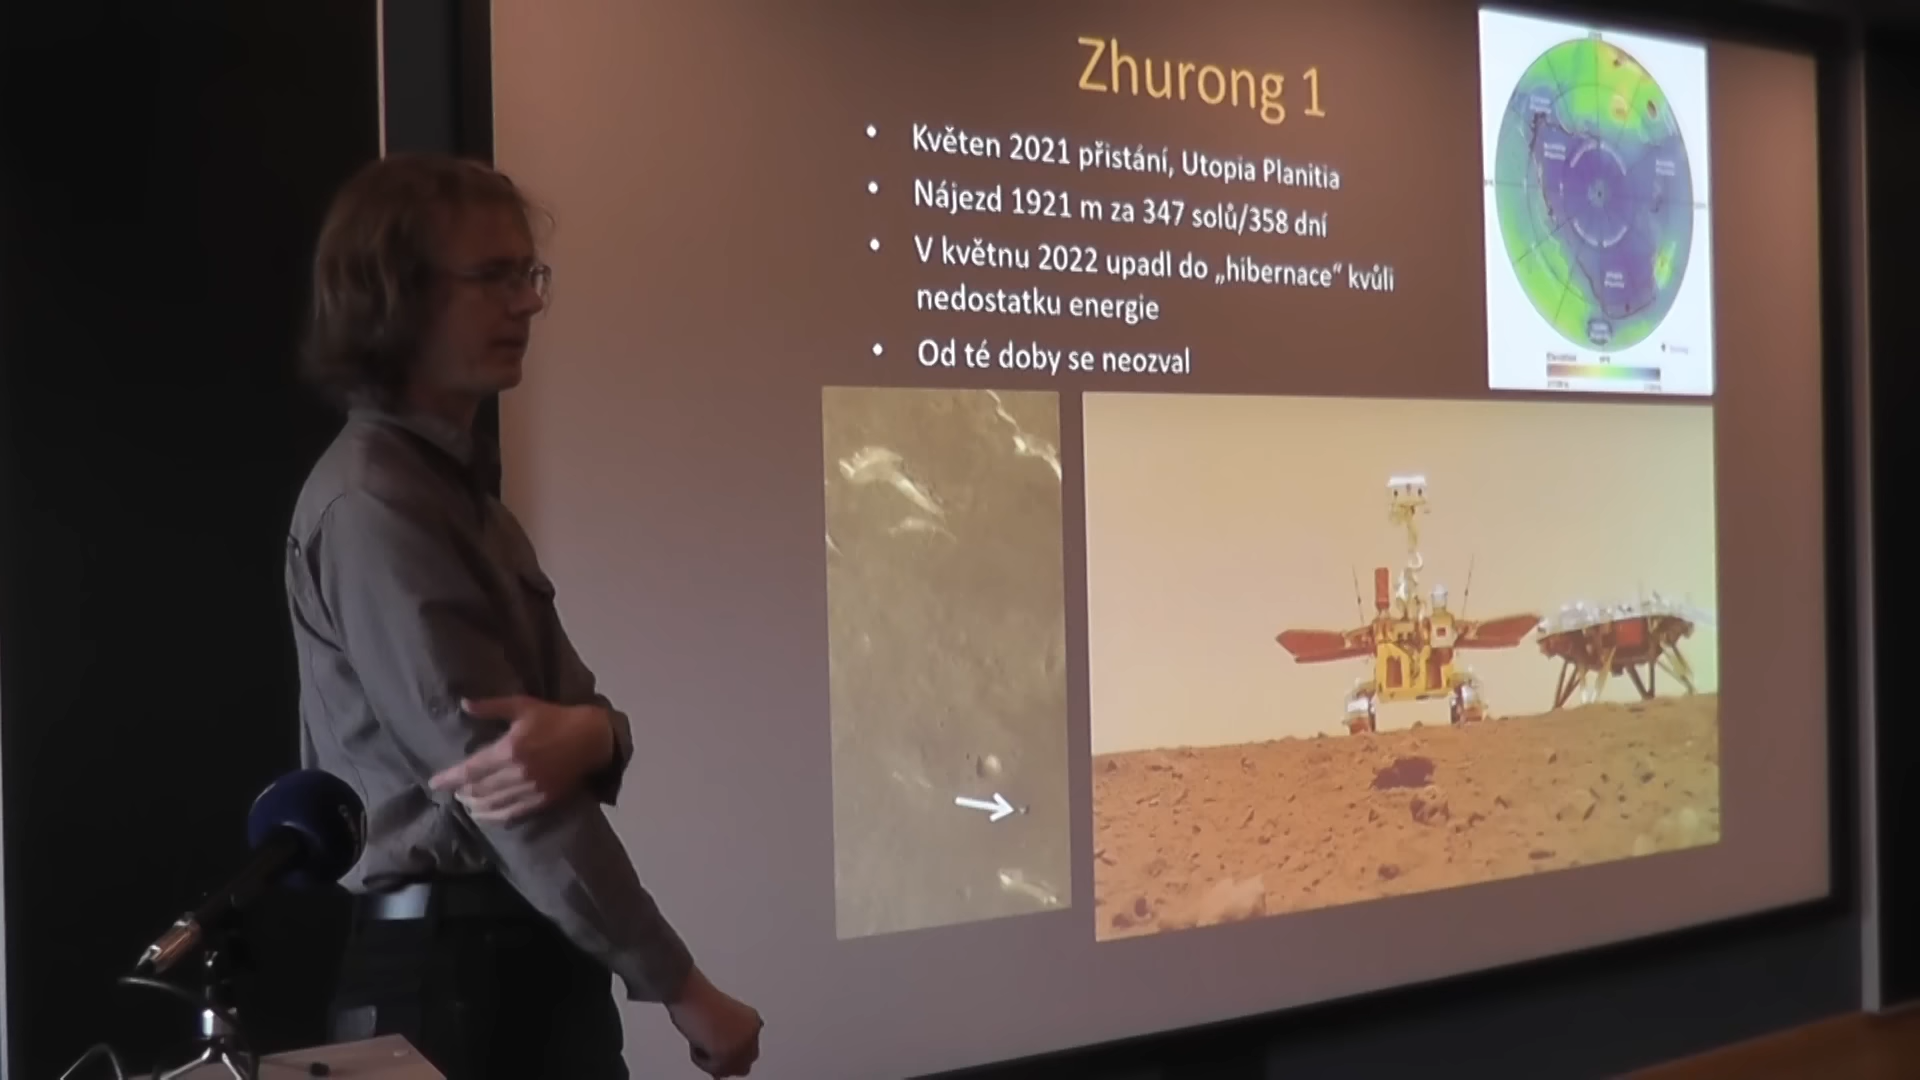 Zhurong 1
• Květen 2021 přistání, Utopia Planitia
• Nájezd 1921 m za 347 solů/358 dní
• V květnu 2022 upadl do „hibernace“ kvůli
nedostatku energie
• Od té doby se neozval